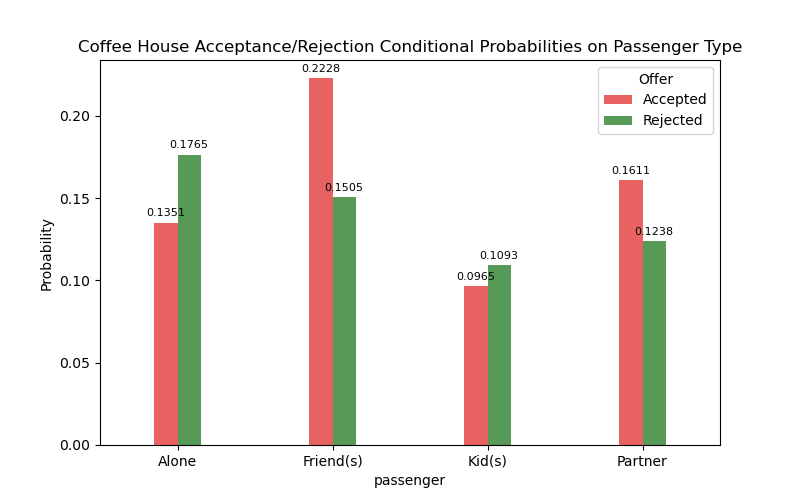 Coffee House Acceptance/Rejection Conditional Probabilities on Passenger Type
0.2228
Offer
Accepted
Rejected
0.20
0.1765
0.1611
0.15
0.1505
0.1351
0.1238
0.1093
0.10
0.0965
0.05
0.00
Probability
Alone
Friend(s)
Kid(s)
Partner
passenger